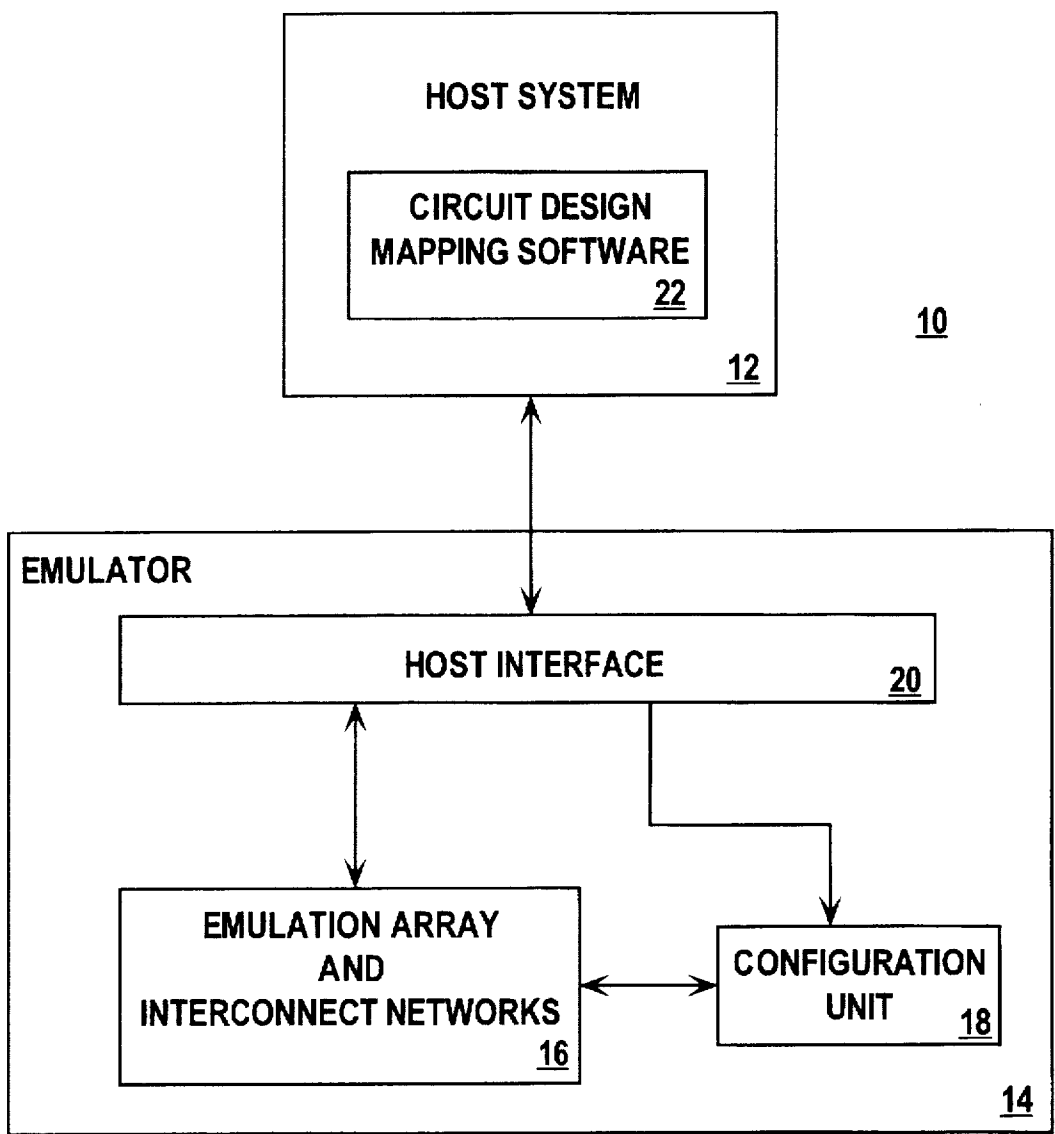 HOST SYSTEM
CIRCUIT DESIGN
MAPPING SOFTWARE
22
12
10
EMULATOR
HOST INTERFACE
20
EMULATION ARRAY
AND
INTERCONNECT NETWORKS
16
CONFIGURATION
UNIT
18
14